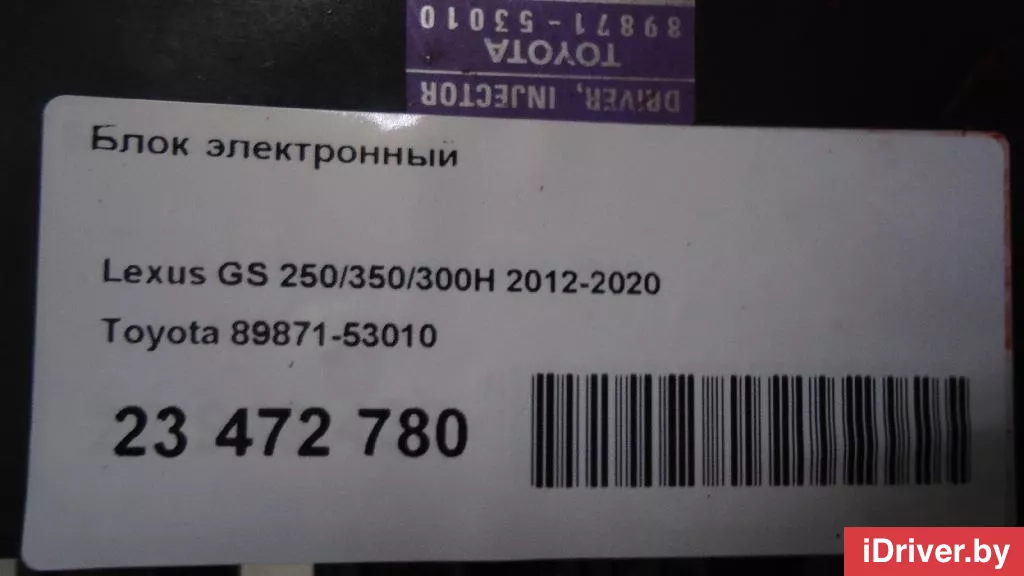 89871-53010
TOYOTA
DRIVER, INJECTOR
Блок электронный
Lexus GS 250/350/300H 2012-2020
Toyota 89871-53010
23 472 780
iDriver.by